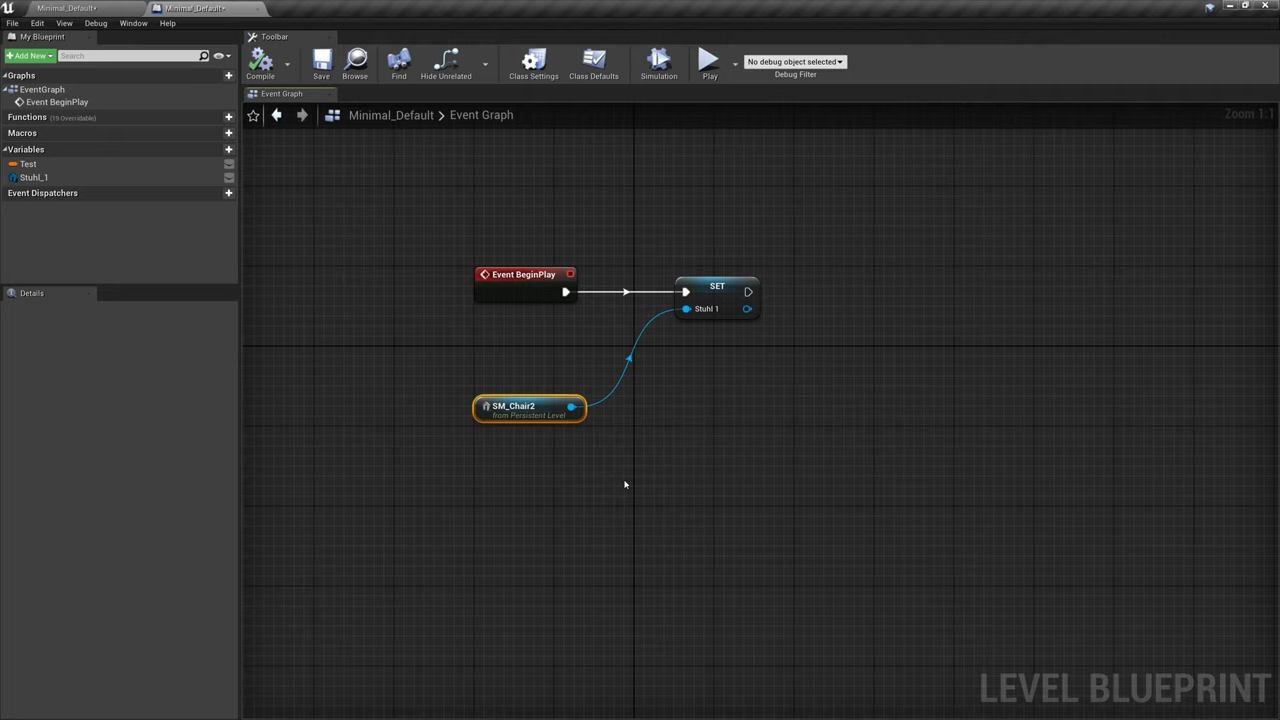 Minimal_Default•
Minimal_Default•
File Edit View Debug Window Help
My Blueprint
Toolbar
Add New
Search
Compile
Save
Browse
Find
Hide Unrelated
Class Settings
Class Defaults
Simulation
Play
No debug object selected
Debug Filter
Graphs
EventGraph
Event BeginPlay
Functions (19 Overridable)
Macros
Variables
Test
Stuhl_1
Event Dispatchers
Details
Event Graph
Minimal_Default > Event Graph
Zoom 1:1
Event BeginPlay
SET
Stuhl 1
SM_Chair2
from Persistent Level
LEVEL BLUEPRINT